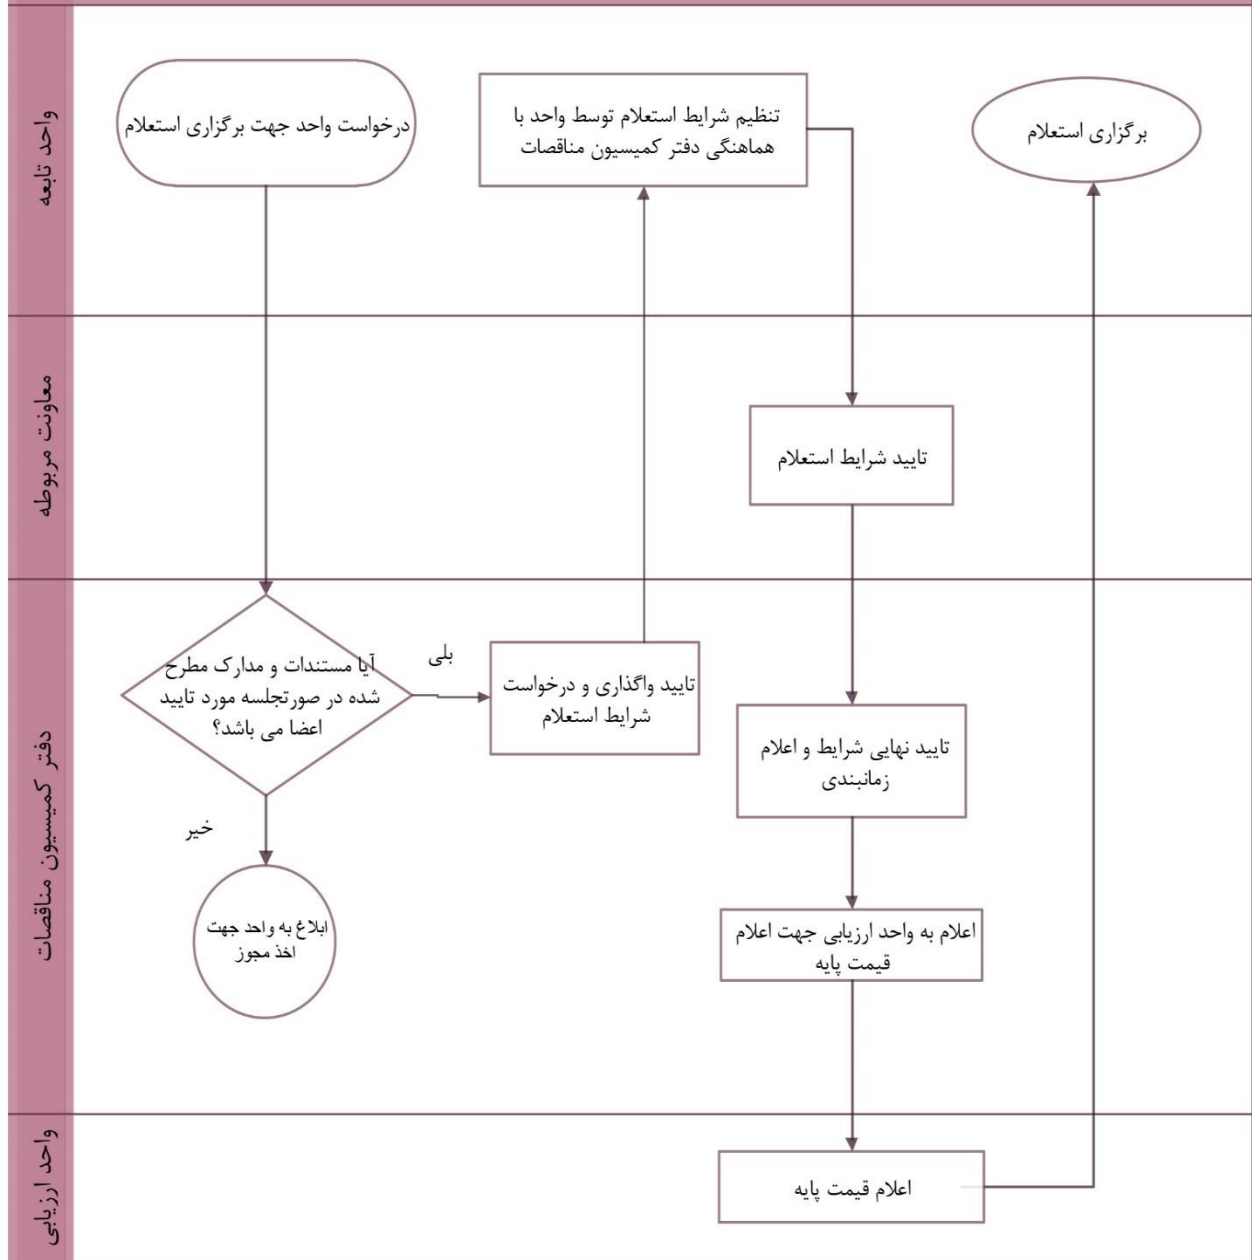 واحد تابعه
درخواست واحد جهت برگزاری استعلام
تنظیم شرایط استعلام توسط واحد با
هماهنگی دفتر کمیسیون مناقصات
برگزاری استعلام
معاونت مربوطه
تایید شرایط استعلام
دفتر کمیسیون مناقصات
آیا مستندات و مدارک مطرح
شده در صورتجلسه مورد تایید
اعضا می باشد؟
بلی
خیر
تایید واگذاری و درخواست
شرایط استعلام
ابلاغ به واحد جهت
اخذ مجوز
تایید نهایی شرایط و اعلام
زمانبندی
اعلام به واحد ارزیابی جهت اعلام
قیمت پایه
واحد ارزیابی
اعلام قیمت پایه